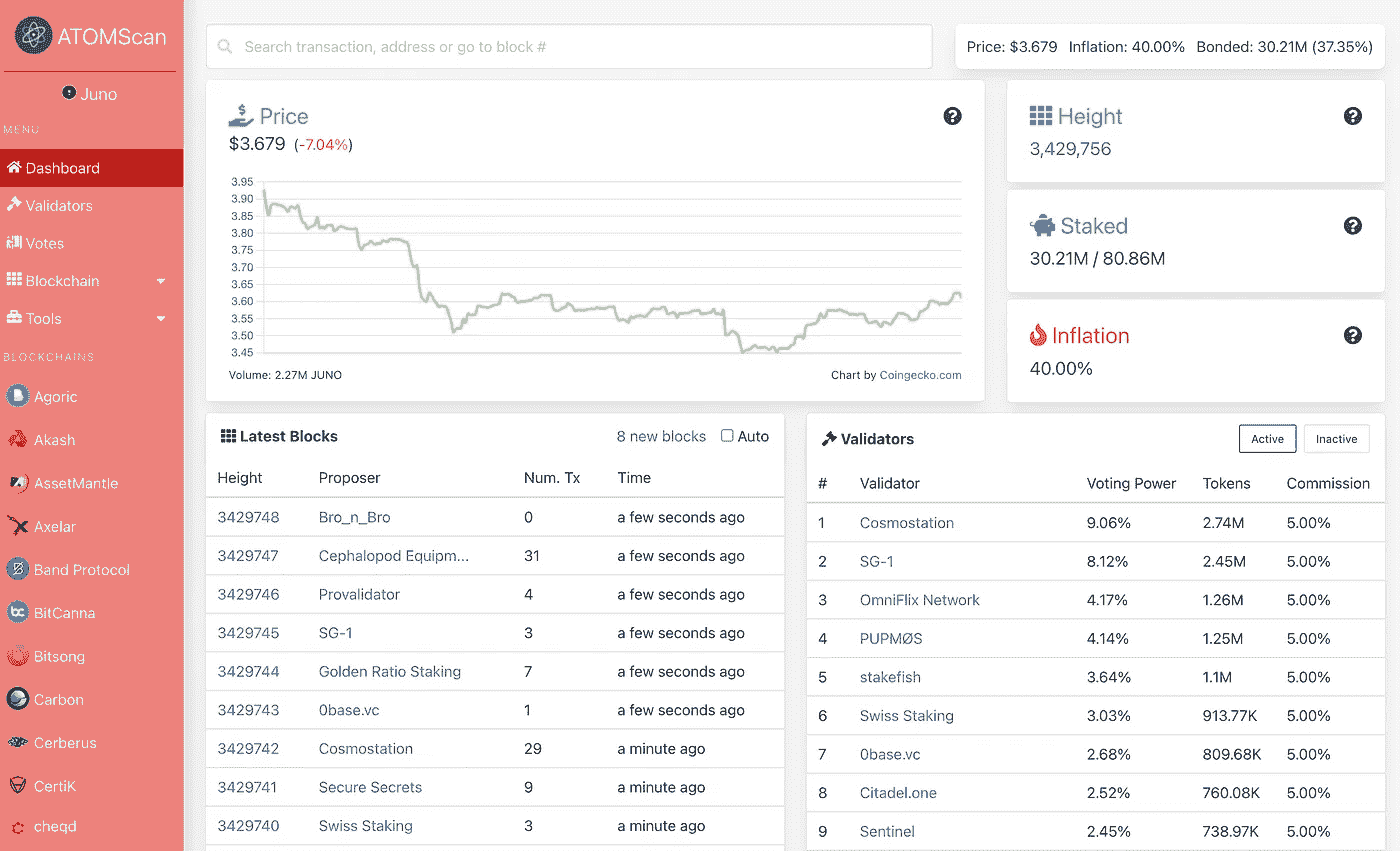 ATOMScan
Juno
MENU
Dashboard
Validators
Votes
Blockchain
Tools
BLOCKCHAINS
Agoric
Akash
AssetMantle
Axelar
Band Protocol
BitCanna
Bitsong
Carbon
Cerberus
CertiK
cheqd
Search transaction, address or go to block #
Price: $3.679 Inflation: 40.00% Bonded: 30.21M (37.35%)
Price
$3.679 (-7.04%)
3.95
3.90
3.85
3.80
3.75
3.70
3.65
3.60
3.55
3.50
3.45
Volume: 2.27M JUNO
Chart by Coingecko.com
Height
3,429,756
Staked
30.21M / 80.86M
Inflation
40.00%
Latest Blocks 8 new blocks Auto
Height Proposer Num. Tx Time
3429748 Bro_n_Bro 0 a few seconds ago
3429747 Cephalopod Equipm... 31 a few seconds ago
3429746 Provalidator 4 a few seconds ago
3429745 SG-1 3 a few seconds ago
3429744 Golden Ratio Staking 7 a few seconds ago
3429743 0base.vc 1 a few seconds ago
3429742 Cosmostation 29 a minute ago
3429741 Secure Secrets 9 a minute ago
3429740 Swiss Staking 3 a minute ago
Validators Active Inactive
# Validator Voting Power Tokens Commission
1 Cosmostation 9.06% 2.74M 5.00%
2 SG-1 8.12% 2.45M 5.00%
3 OmniFlix Network 4.17% 1.26M 5.00%
4 PUPMØS 4.14% 1.25M 5.00%
5 stakefish 3.64% 1.1M 5.00%
6 Swiss Staking 3.03% 913.77K 5.00%
7 0base.vc 2.68% 809.68K 5.00%
8 Citadel.one 2.52% 760.08K 5.00%
9 Sentinel 2.45% 738.97K 5.00%